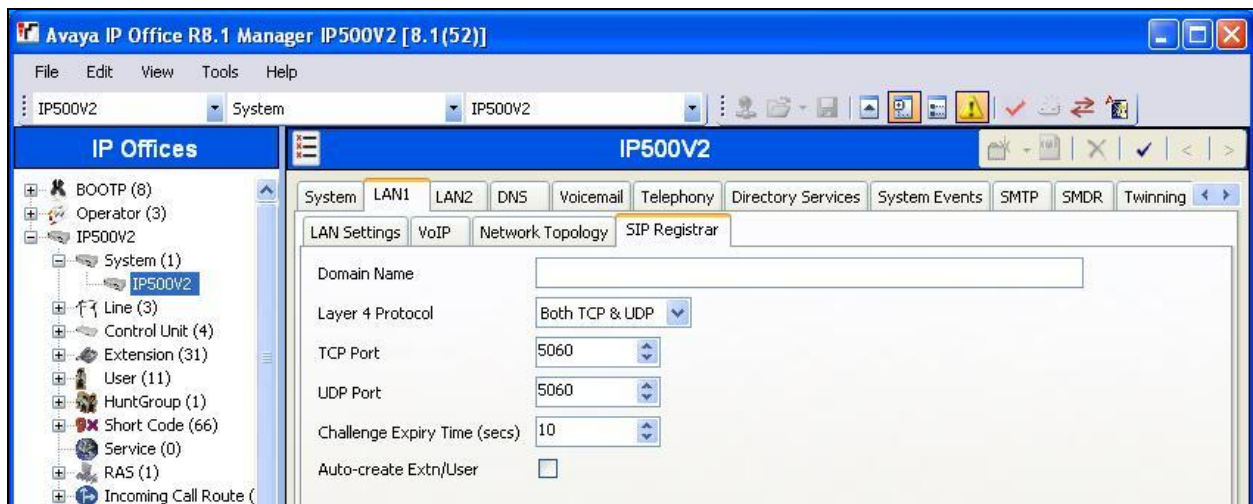 Avaya IP Office R8.1 Manager IP500V2 [8.1(52)]
File Edit View Tools Help
IP500V2 System IP500V2
IP Offices
IP500V2
BOOTP (8)
Operator (3)
IP500V2
System (1)
IP500V2
Line (3)
Control Unit (4)
Extension (31)
User (11)
HuntGroup (1)
Short Code (66)
Service (0)
RAS (1)
Incoming Call Route (
System LAN1 LAN2 DNS Voicemail Telephony Directory Services System Events SMTP SMDR Twinning
LAN Settings VoIP Network Topology SIP Registrar
Domain Name
Layer 4 Protocol Both TCP & UDP
TCP Port 5060
UDP Port 5060
Challenge Expiry Time (secs) 10
Auto-create Extn/User